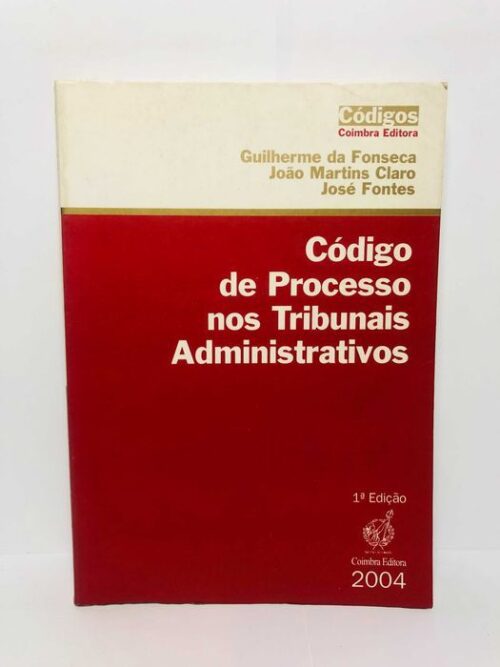 Códigos
Coimbra Editora
Guilherme da Fonseca
João Martins Claro
José Fontes
Código
de Processo
nos Tribunais
Administrativos
1ª Edição
Coimbra Editora
2004